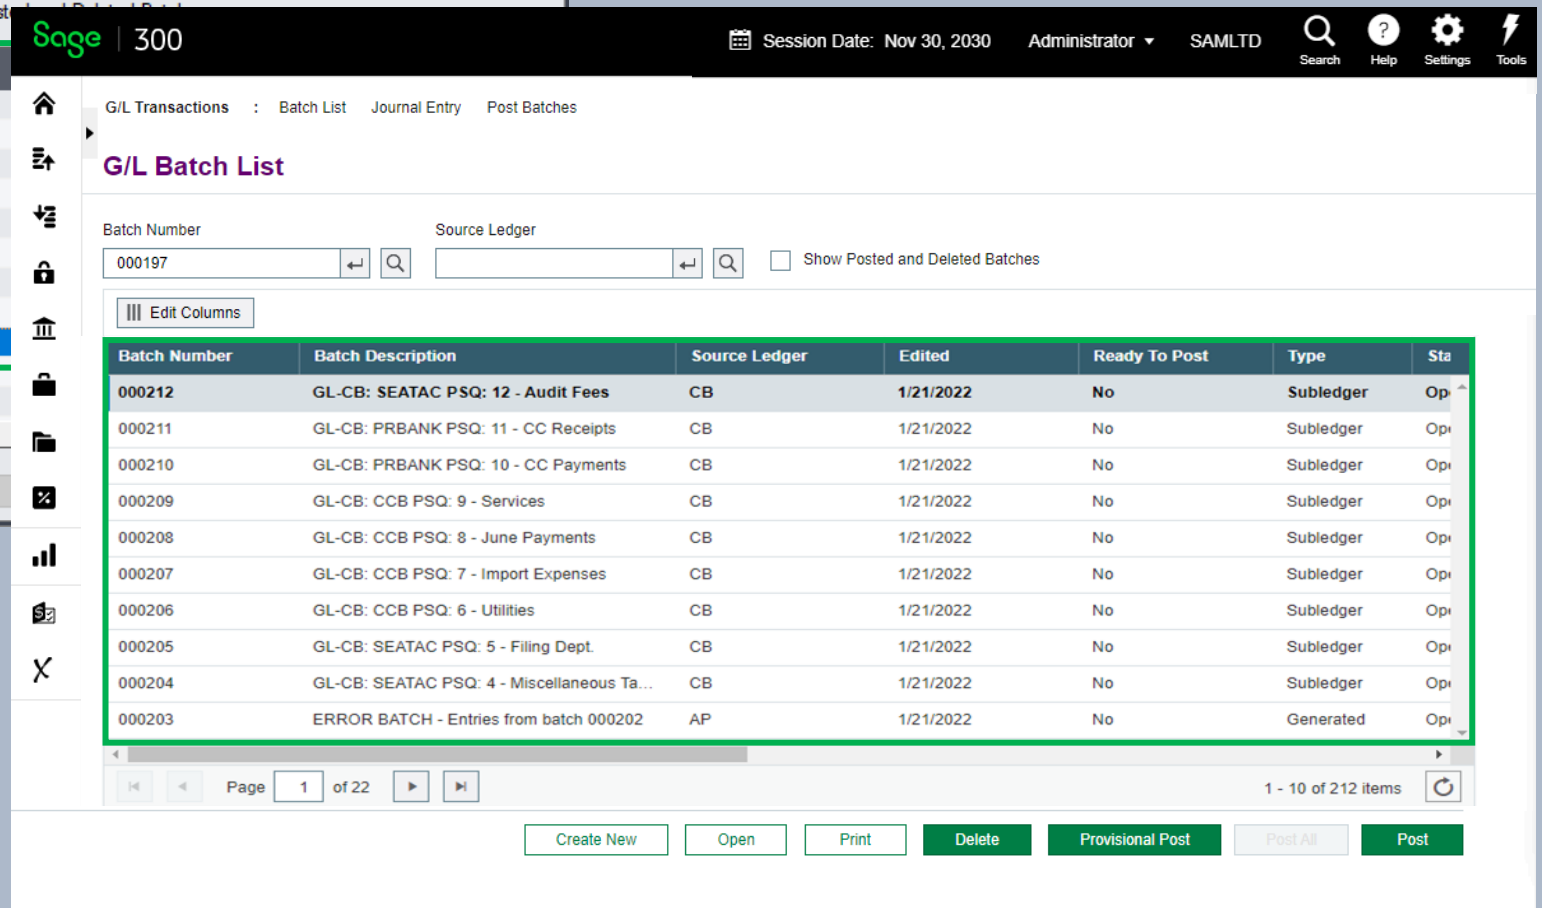 Sage | 300
Session Date: Nov 30, 2030 Administrator SAMLTD Search Help Settings Tools
G/L Transactions : Batch List Journal Entry Post Batches
G/L Batch List
Batch Number Source Ledger
000197 Show Posted and Deleted Batches
Edit Columns
Batch Number Batch Description Source Ledger Edited Ready To Post Type Sta
000212 GL-CB: SEATAC PSQ: 12 - Audit Fees CB 1/21/2022 No Subledger Op
000211 GL-CB: PRBANK PSQ: 11 - CC Receipts CB 1/21/2022 No Subledger Op
000210 GL-CB: PRBANK PSQ: 10 - CC Payments CB 1/21/2022 No Subledger Op
000209 GL-CB: CCB PSQ: 9 - Services CB 1/21/2022 No Subledger Op
000208 GL-CB: CCB PSQ: 8 - June Payments CB 1/21/2022 No Subledger Op
000207 GL-CB: CCB PSQ: 7 - Import Expenses CB 1/21/2022 No Subledger Op
000206 GL-CB: CCB PSQ: 6 - Utilities CB 1/21/2022 No Subledger Op
000205 GL-CB: SEATAC PSQ: 5 - Filing Dept. CB 1/21/2022 No Subledger Op
000204 GL-CB: SEATAC PSQ: 4 - Miscellaneous Ta... CB 1/21/2022 No Subledger Op
000203 ERROR BATCH - Entries from batch 000202 AP 1/21/2022 No Generated Op
Page 1 of 22 1 - 10 of 212 items
Create New Open Print Delete Provisional Post Post All Post